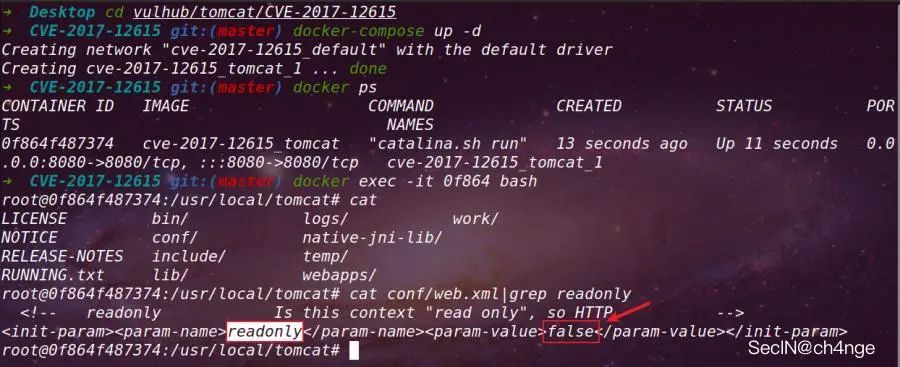 → Desktop cd vulhub/tomcat/CVE-2017-12615
→ CVE-2017-12615 git:(master) docker-compose up -d
Creating network "cve-2017-12615_default" with the default driver
Creating cve-2017-12615_tomcat_1 ... done
→ CVE-2017-12615 git:(master) docker ps
CONTAINER ID IMAGE COMMAND CREATED STATUS POR
TS NAMES
0f864f487374 cve-2017-12615_tomcat "catalina.sh run" 13 seconds ago Up 11 seconds 0.0
.0.0:8080->8080/tcp, :::8080->8080/tcp cve-2017-12615_tomcat_1
→ CVE-2017-12615 git:(master) docker exec -it 0f864 bash
root@0f864f487374:/usr/local/tomcat# cat
LICENSE bin/ logs/ work/
NOTICE conf/ native-jni-lib/
RELEASE-NOTES include/ temp/
RUNNING.txt lib/ webapps/
root@0f864f487374:/usr/local/tomcat# cat conf/web.xml|grep readonly
<!-- readonly Is this context "read only", so HTTP -->
<init-param><param-name>readonly</param-name><param-value>false</param-value></init-param>
root@0f864f487374:/usr/local/tomcat#
SecIN@ch4nge